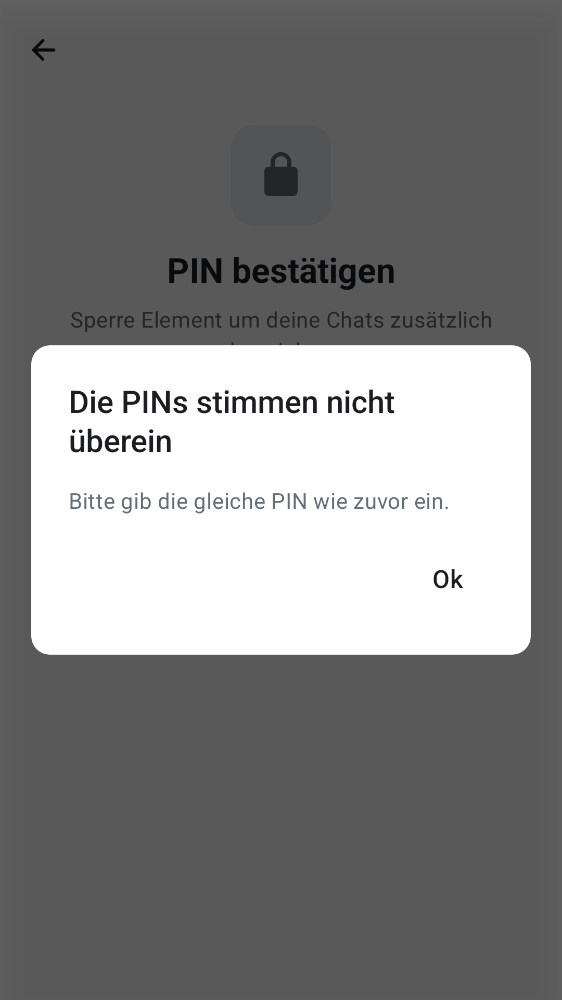 PIN bestätigen
Sperre Element um deine Chats zusätzlich
Die PINs stimmen nicht
überein
Bitte gib die gleiche PIN wie zuvor ein.
Ok